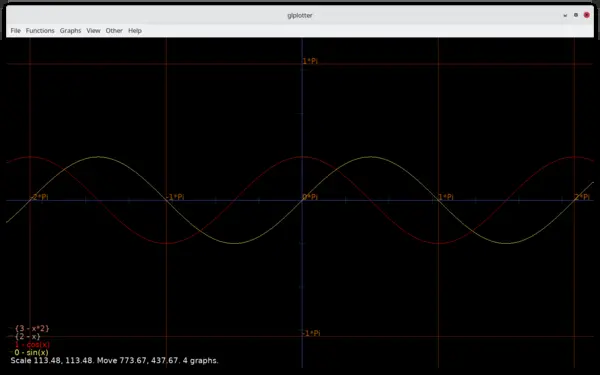 glplotter
File Functions Graphs View Other Help
1*Pi
-2*Pi -1*Pi 0*Pi 1*Pi 2*Pi
-1*Pi
{3 - x*2}
{2 - x}
1 - cos(x)
0 - sin(x)
Scale 113.48, 113.48. Move 773.67, 437.67. 4 graphs.